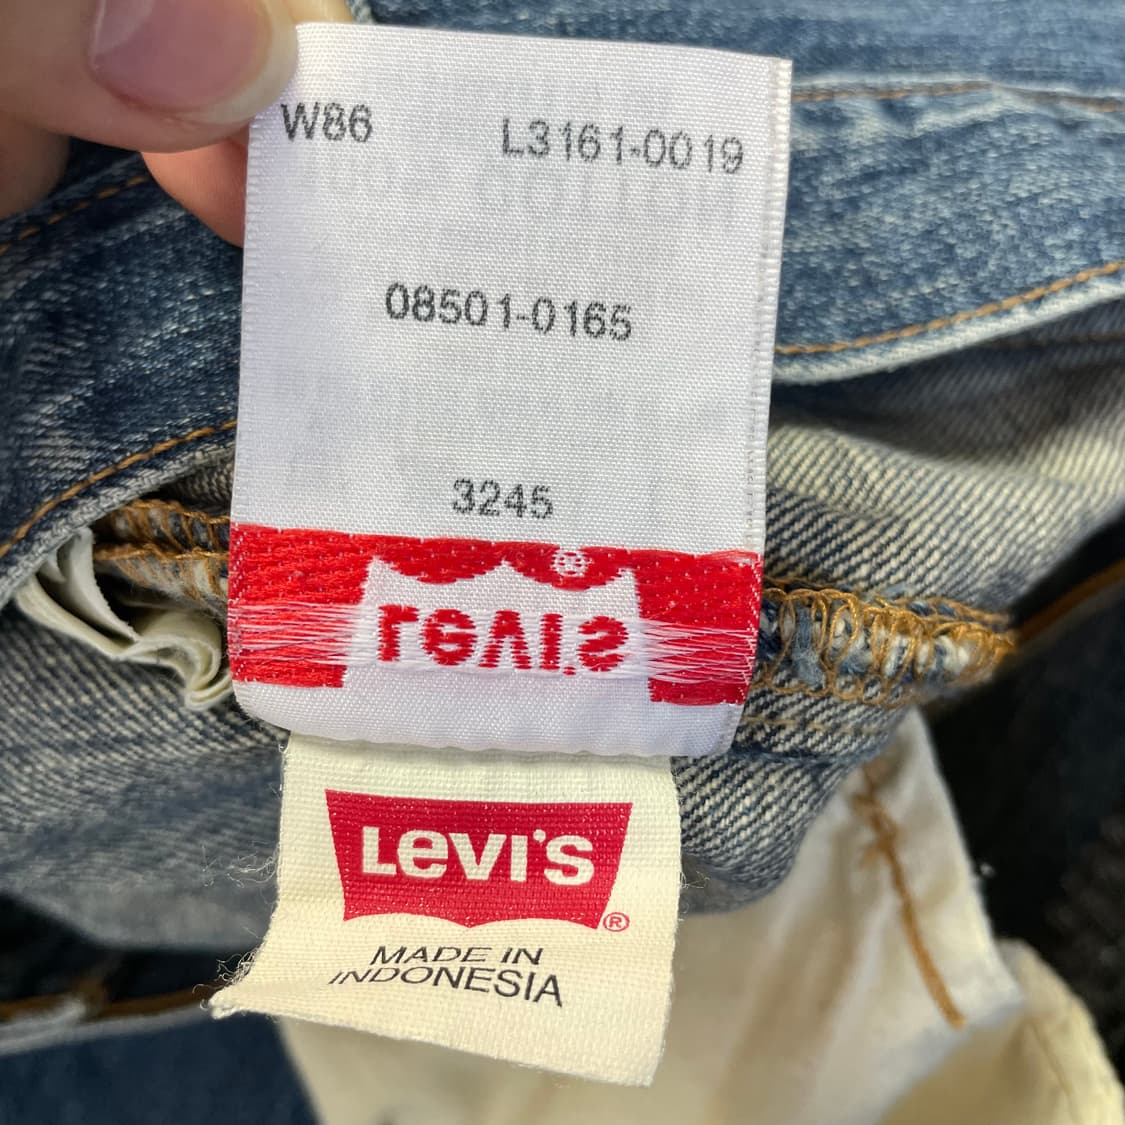 W86 L3161-0019
08501-0165
3245
®
Levi's
Levi's
®
MADE IN
INDONESIA